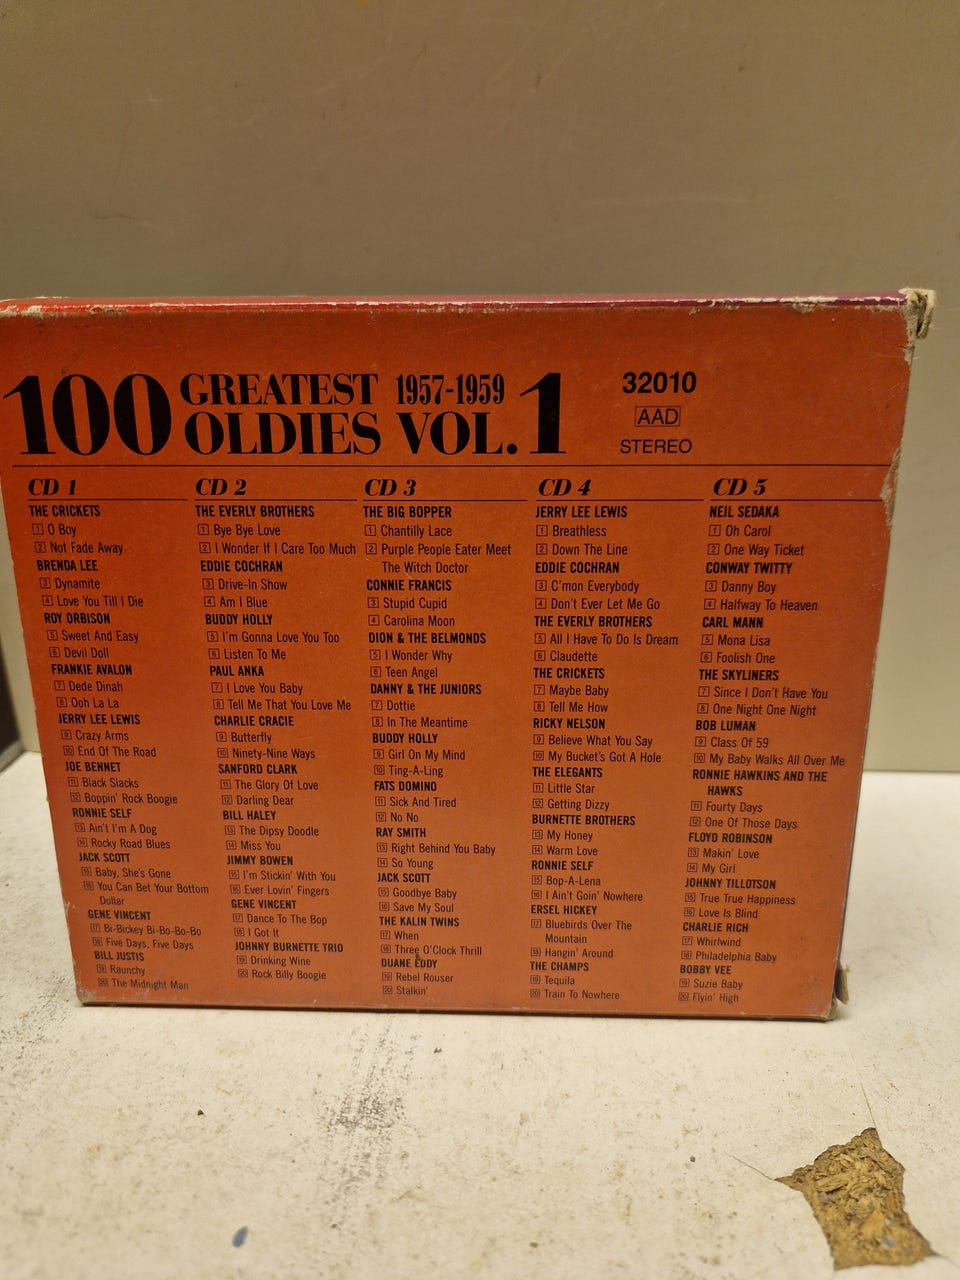 100 GREATEST 1957-1959
OLDIES VOL. 1
32010
AAD
STEREO
CD 1
THE CRICKETS
1 O Boy
2 Not Fade Away
BRENDA LEE
3 Dynamite
4 Love You Till I Die
ROY ORBISON
5 Sweet And Easy
6 Devil Doll
FRANKIE AVALON
7 Dede Dinah
8 Ooh La La
JERRY LEE LEWIS
9 Crazy Arms
10 End Of The Road
JOE BENNET
11 Black Slacks
12 Boppin' Rock Boogie
RONNIE SELF
13 Ain't I'm A Dog
14 Rocky Road Blues
JACK SCOTT
15 Baby, She's Gone
16 You Can Bet Your Bottom
Dollar
GENE VINCENT
17 Bi-Bickey Bi-Bo-Bo-Bo
18 Five Days, Five Days
BILL JUSTIS
19 Raunchy
20 The Midnight Man
CD 2
THE EVERLY BROTHERS
1 Bye Bye Love
2 I Wonder If I Care Too Much
EDDIE COCHRAN
3 Drive-In Show
4 Am I Blue
BUDDY HOLLY
5 I'm Gonna Love You Too
6 Listen To Me
PAUL ANKA
7 I Love You Baby
8 Tell Me That You Love Me
CHARLIE CRACIE
9 Butterfly
10 Ninety-Nine Ways
SANFORD CLARK
11 The Glory Of Love
12 Darling Dear
BILL HALEY
13 The Dipsy Doodle
14 Miss You
JIMMY BOWEN
15 I'm Stickin' With You
16 Ever Lovin' Fingers
GENE VINCENT
17 Dance To The Bop
18 I Got It
JOHNNY BURNETTE TRIO
19 Drinking Wine
20 Rock Billy Boogie
CD 3
THE BIG BOPPER
1 Chantilly Lace
2 Purple People Eater Meet
The Witch Doctor
CONNIE FRANCIS
3 Stupid Cupid
4 Carolina Moon
DION & THE BELMONDS
5 I Wonder Why
6 Teen Angel
DANNY & THE JUNIORS
7 Dottie
8 In The Meantime
BUDDY HOLLY
9 Girl On My Mind
10 Ting-A-Ling
FATS DOMINO
11 Sick And Tired
12 No No
RAY SMITH
13 Right Behind You Baby
14 So Young
JACK SCOTT
15 Goodbye Baby
16 Save My Soul
THE KALIN TWINS
17 When
18 Three O'Clock Thrill
DUANE EDDY
19 Rebel Rouser
20 Stalkin'
CD 4
JERRY LEE LEWIS
1 Breathless
2 Down The Line
EDDIE COCHRAN
3 C'mon Everybody
4 Don't Ever Let Me Go
THE EVERLY BROTHERS
5 All I Have To Do Is Dream
6 Claudette
THE CRICKETS
7 Maybe Baby
8 Tell Me How
RICKY NELSON
9 Believe What You Say
10 My Bucket's Got A Hole
THE ELEGANTS
11 Little Star
12 Getting Dizzy
BURNETTE BROTHERS
13 My Honey
14 Warm Love
RONNIE SELF
15 Bop-A-Lena
16 I Ain't Goin' Nowhere
ERSEL HICKEY
17 Bluebirds Over The
Mountain
18 Hangin' Around
THE CHAMPS
19 Tequila
20 Train To Nowhere
CD 5
NEIL SEDAKA
1 Oh Carol
2 One Way Ticket
CONWAY TWITTY
3 Danny Boy
4 Halfway To Heaven
CARL MANN
5 Mona Lisa
6 Foolish One
THE SKYLINERS
7 Since I Don't Have You
8 One Night One Night
BOB LUMAN
9 Class Of 59
10 My Baby Walks All Over Me
RONNIE HAWKINS AND THE
HAWKS
11 Fourty Days
12 One Of Those Days
FLOYD ROBINSON
13 Makin' Love
14 My Girl
JOHNNY TILLOTSON
15 True True Happiness
16 Love Is Blind
CHARLIE RICH
17 Whirlwind
18 Philadelphia Baby
BOBBY VEE
19 Suzie Baby
20 Flyin' High